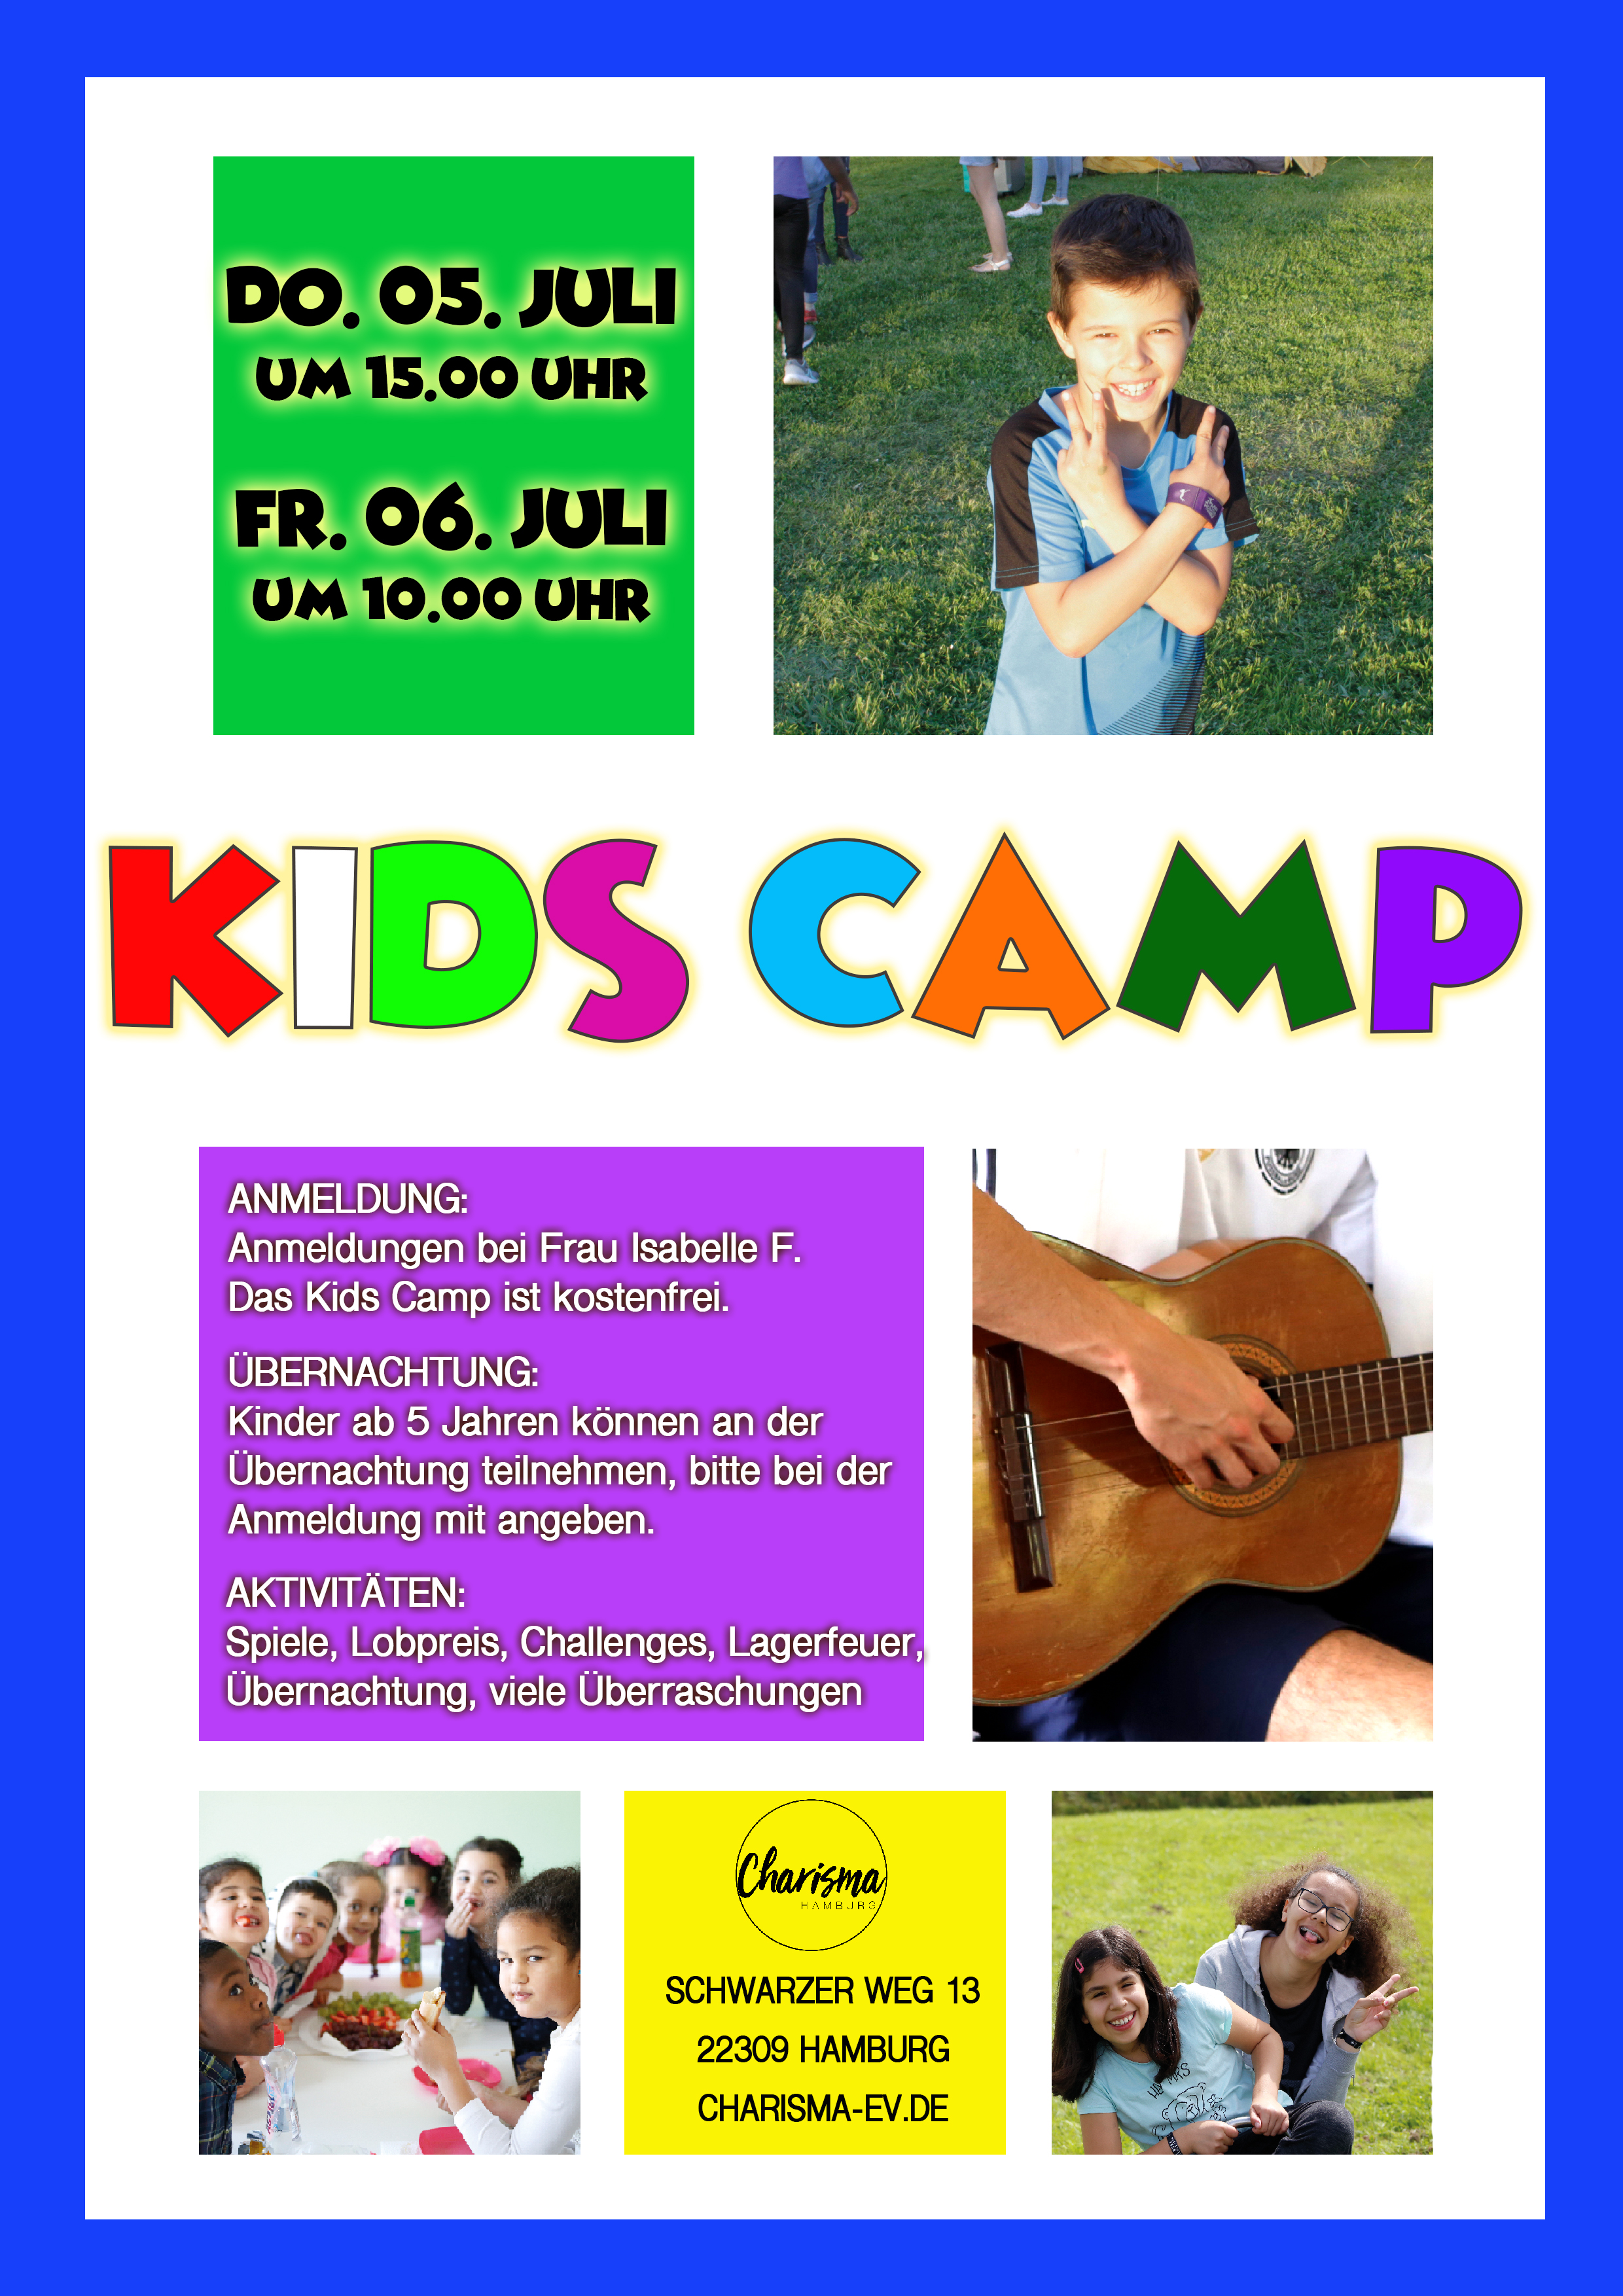 DO. 05. JULI
UM 15.00 UHR
FR. 06. JULI
UM 10.00 UHR
KIDS CAMP
ANMELDUNG:
Anmeldungen bei Frau Isabelle F.
Das Kids Camp ist kostenfrei.
ÜBERNACHTUNG:
Kinder ab 5 Jahren können an der
Übernachtung teilnehmen, bitte bei der
Anmeldung mit angeben.
AKTIVITÄTEN:
Spiele, Lobpreis, Challenges, Lagerfeuer,
Übernachtung, viele Überraschungen
Charisma
HAMBURG
SCHWARZER WEG 13
22309 HAMBURG
CHARISMA-EV.DE